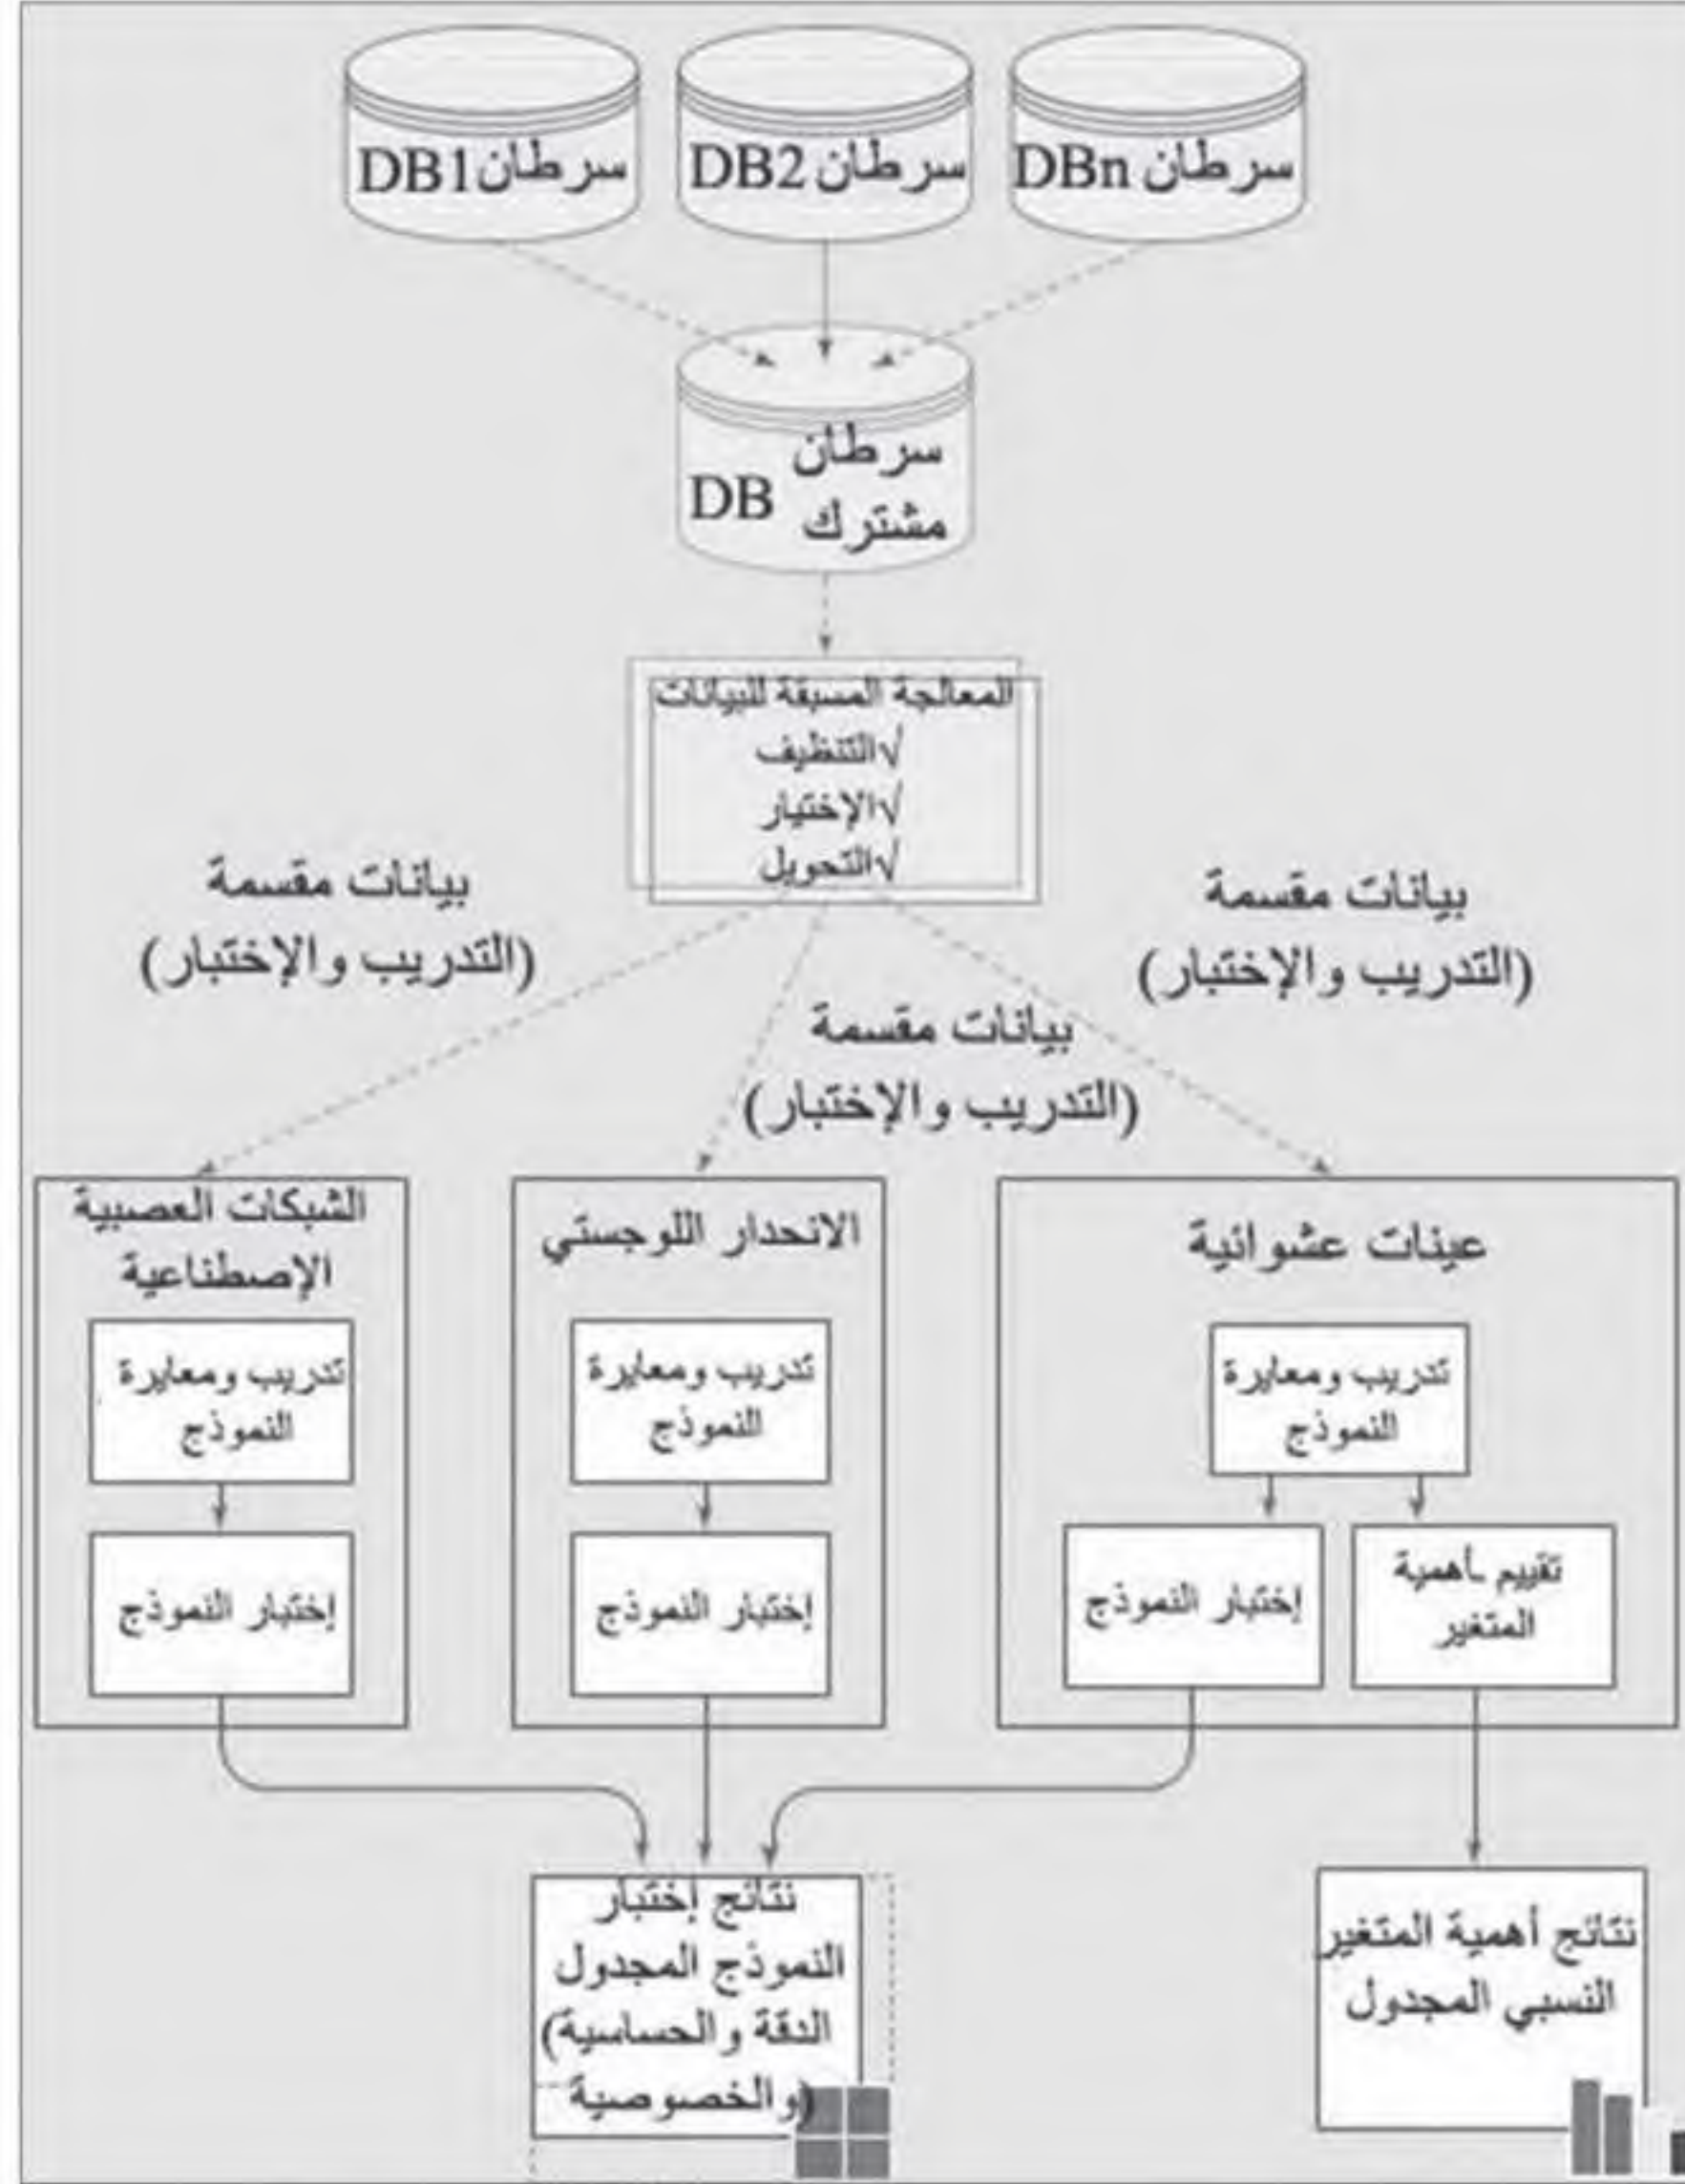 سرطان DB1
سرطان DB2
سرطان DBn
سرطان
مشترك DB
المعالجة المسبقة للبيانات
√التنظيف
√الإختيار
√التحويل
بيانات مقسمة
(التدريب والإختبار)
بيانات مقسمة
(التدريب والإختبار)
بيانات مقسمة
(التدريب والإختبار)
الشبكات العصبية
الإصطناعية
تدريب ومعايرة
النموذج
إختبار النموذج
الانحدار اللوجستي
تدريب ومعايرة
النموذج
إختبار النموذج
عينات عشوائية
تدريب ومعايرة
النموذج
إختبار النموذج
تقييم أهمية
المتغير
نتائج إختبار
النموذج المجدول
(الدقة والحساسية
والخصوصية)
نتائج أهمية المتغير
النسبي المجدول